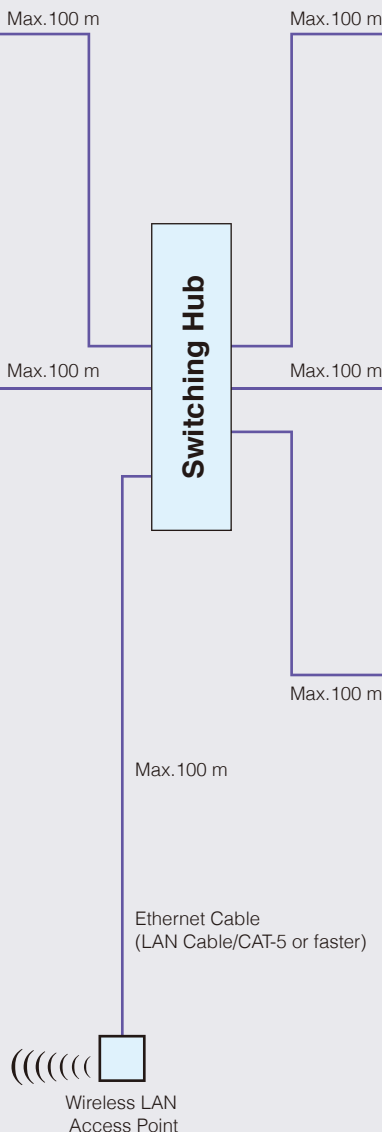 Max.100 m
Max.100 m
Switching Hub
Max.100 m
Max.100 m
Max.100 m
Max.100 m
Ethernet Cable
(LAN Cable/CAT-5 or faster)
Wireless LAN
Access Point